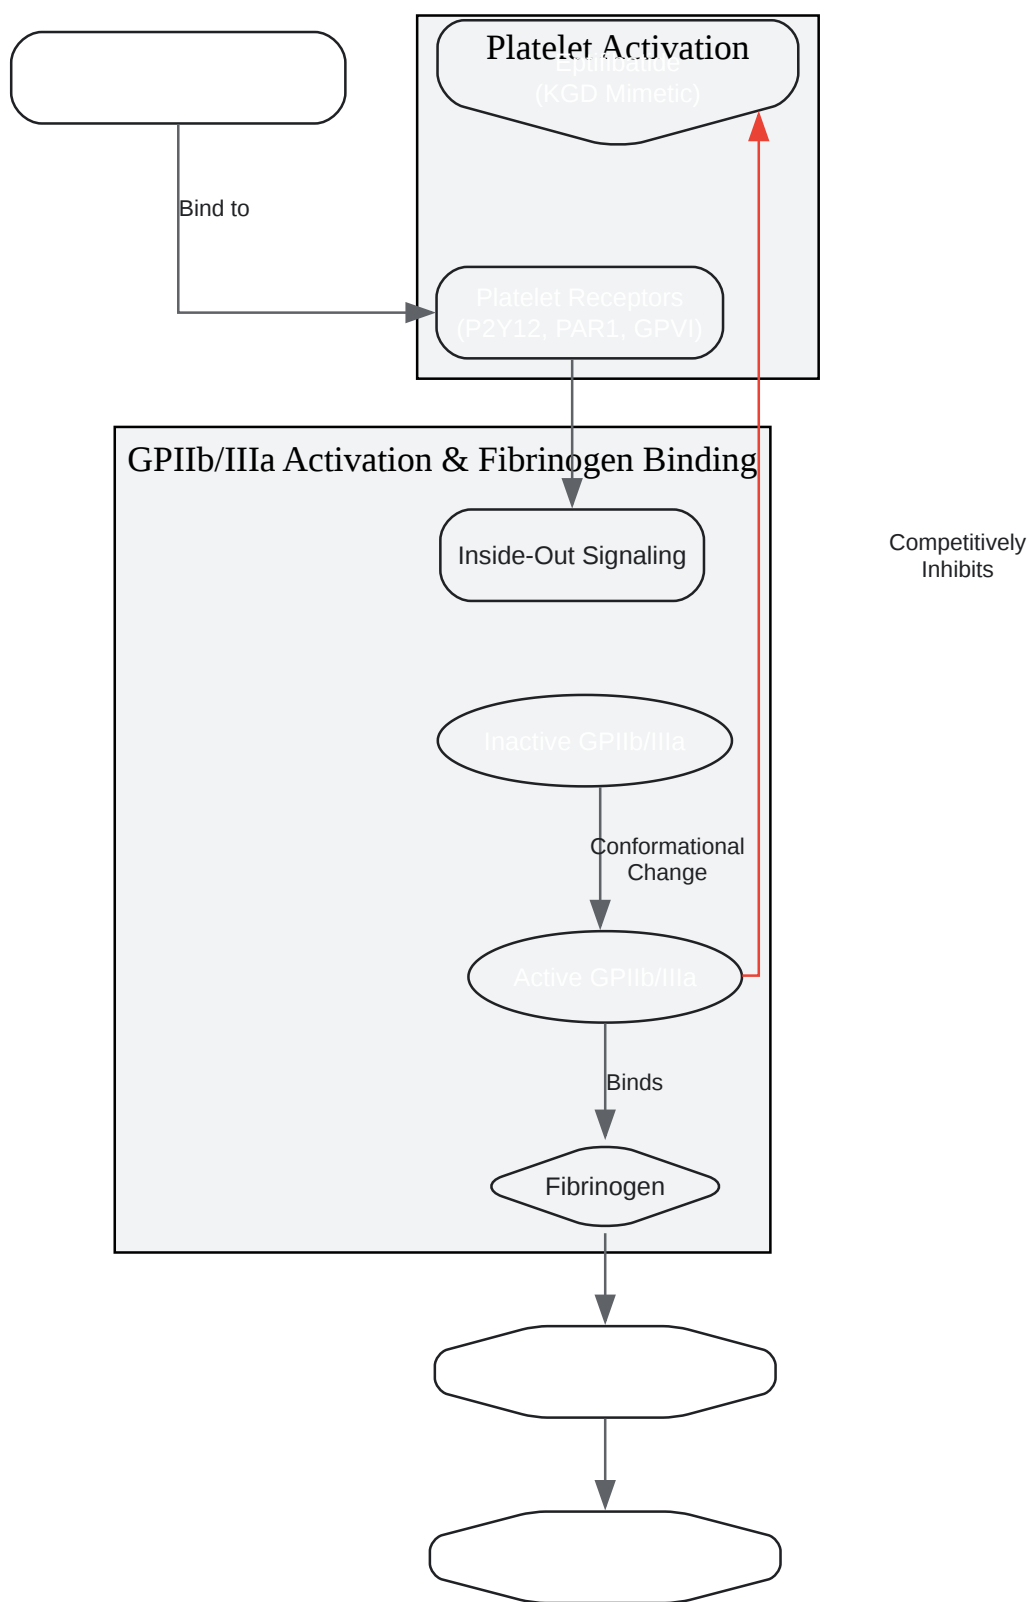 Platelet Activation
Eptifibatide
(KGD Mimetic)
Bind to
Platelet Receptors
(P2Y12, PAR1, GPVI)
GPIIb/IIIa Activation & Fibrinogen Binding
Inside-Out Signaling
Competitively
Inhibits
Inactive GPIIb/IIIa
Conformational
Change
Active GPIIb/IIIa
Binds
Fibrinogen